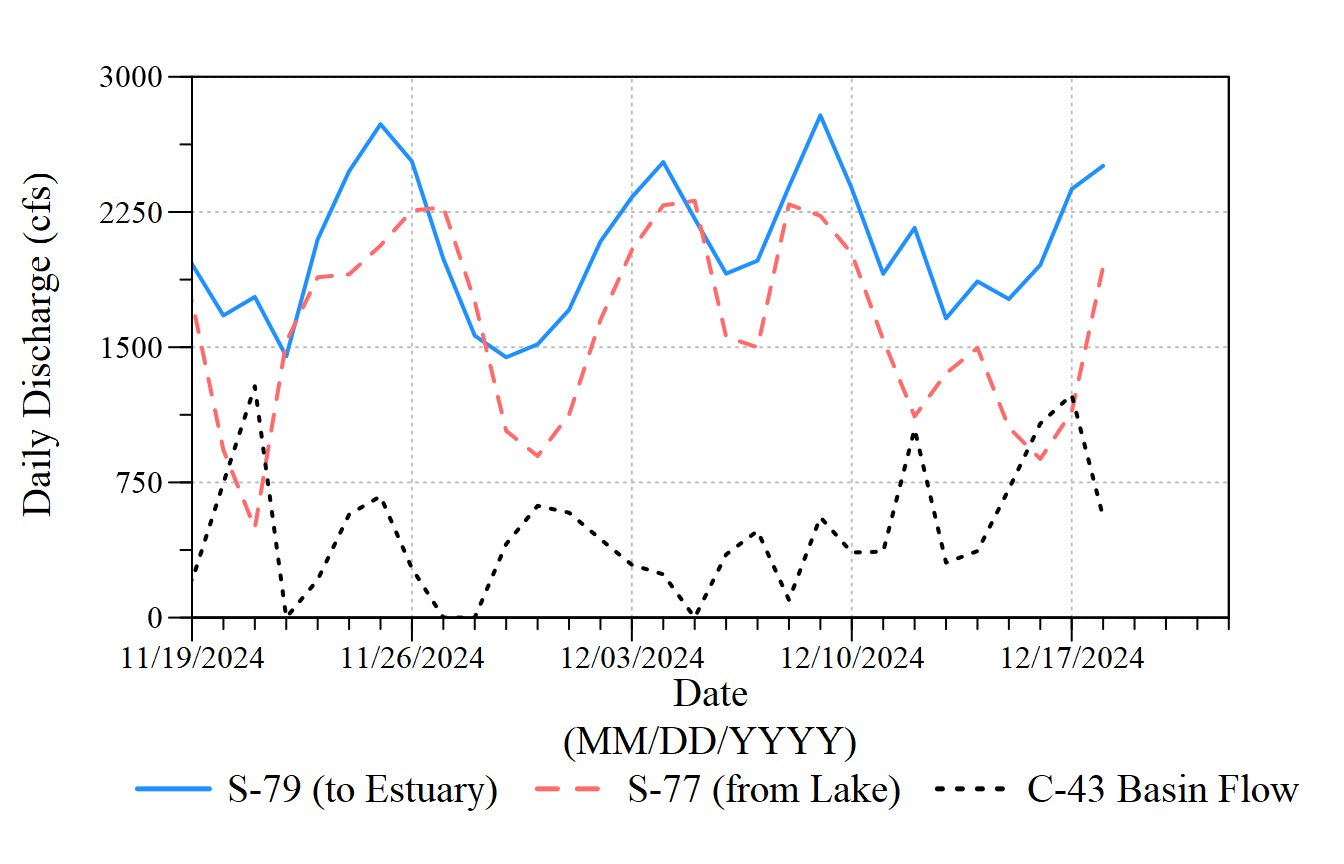 3000
2250
1500
750
0
Daily Discharge (cfs)
11/19/2024 11/26/2024 12/03/2024 12/10/2024 12/17/2024
Date
(MM/DD/YYYY)
S-79 (to Estuary) S-77 (from Lake) C-43 Basin Flow